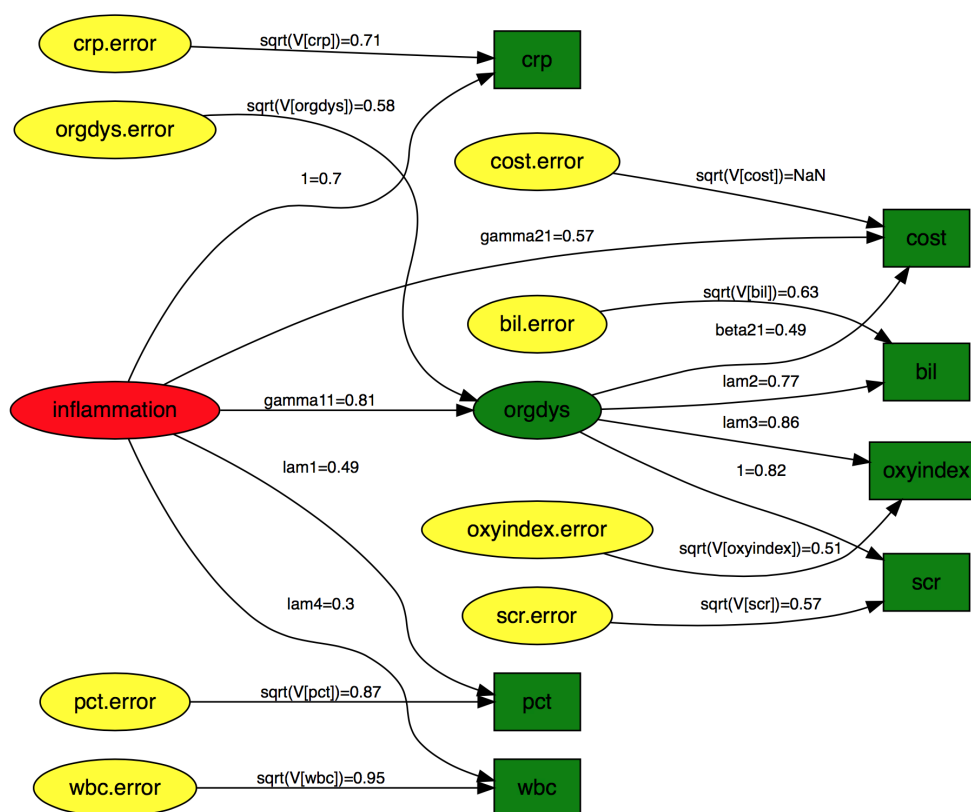 crp.error
sqrt(V[crp])=0.71
crp
orgdys.error
sqrt(V[orgdys])=0.58
cost.error
1=0.7
sqrt(V[cost])=NaN
gamma21=0.57
cost
sqrt(V[bil])=0.63
bil.error
beta21=0.49
bil
lam2=0.77
inflammation
gamma11=0.81
orgdys
lam3=0.86
lam1=0.49
1=0.82
oxyindex
oxyindex.error
sqrt(V[oxyindex])=0.51
scr
lam4=0.3
scr.error
sqrt(V[scr])=0.57
pct.error
sqrt(V[pct])=0.87
pct
wbc.error
sqrt(V[wbc])=0.95
wbc